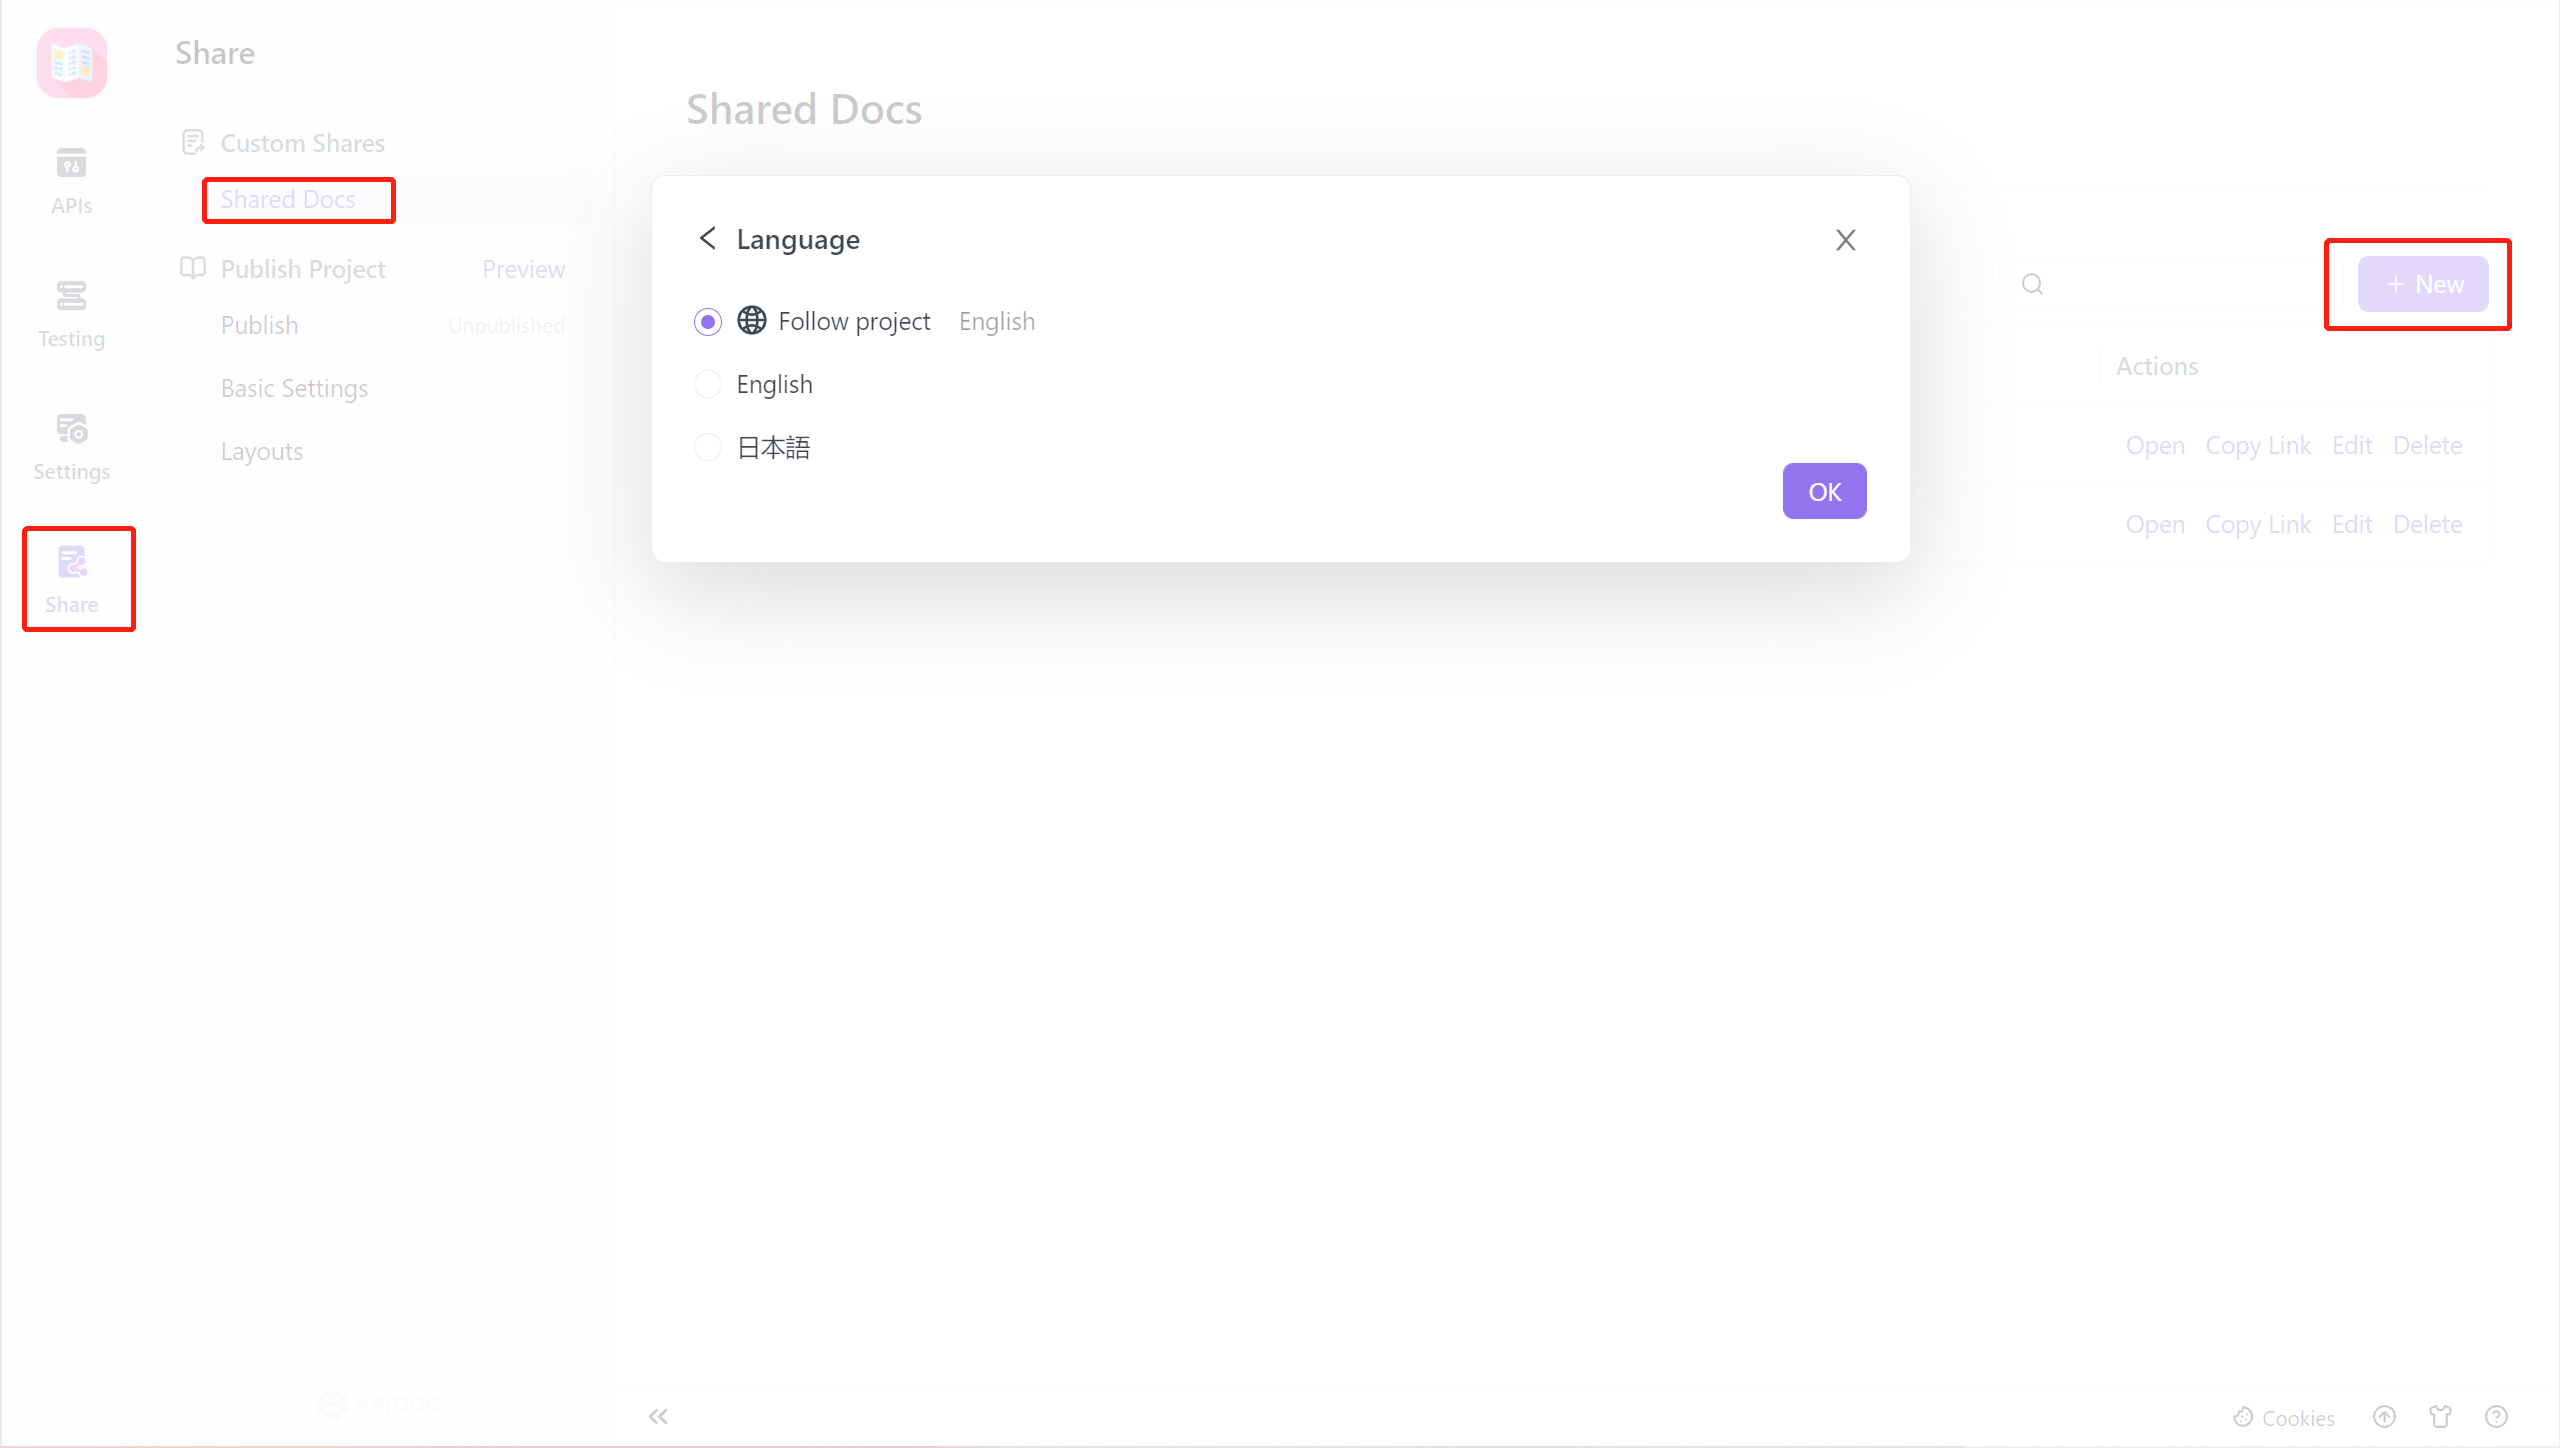 Share
Custom Shares
Shared Docs
Publish Project Preview
Publish Unpublished
Basic Settings
Layouts
APIs
Testing
Settings
Share
APIDOG
Shared Docs
Language
Follow project English
English
日本語
OK
+ New
Actions
Open Copy Link Edit Delete
Open Copy Link Edit Delete
Cookies